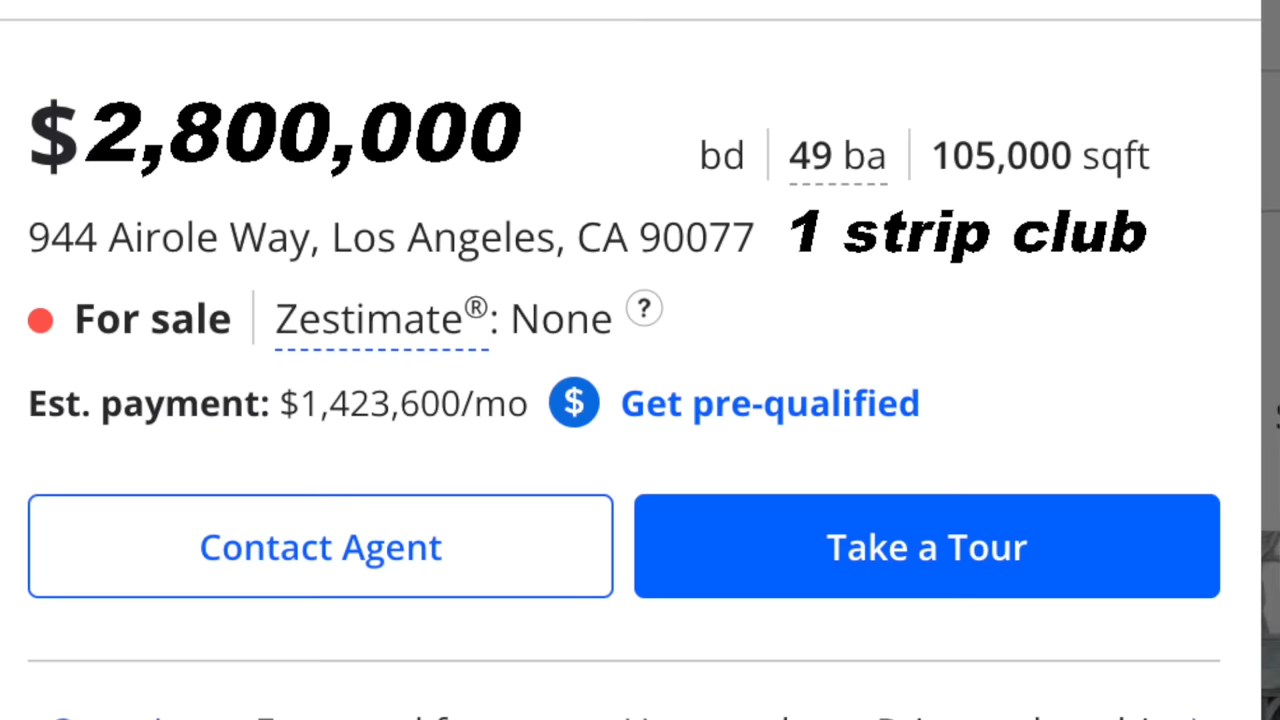 $2,800,000
bd 49 ba 105,000 sqft
944 Airole Way, Los Angeles, CA 90077
1 strip club
For sale Zestimate®: None ?
Est. payment: $1,423,600/mo $ Get pre-qualified
Contact Agent
Take a Tour